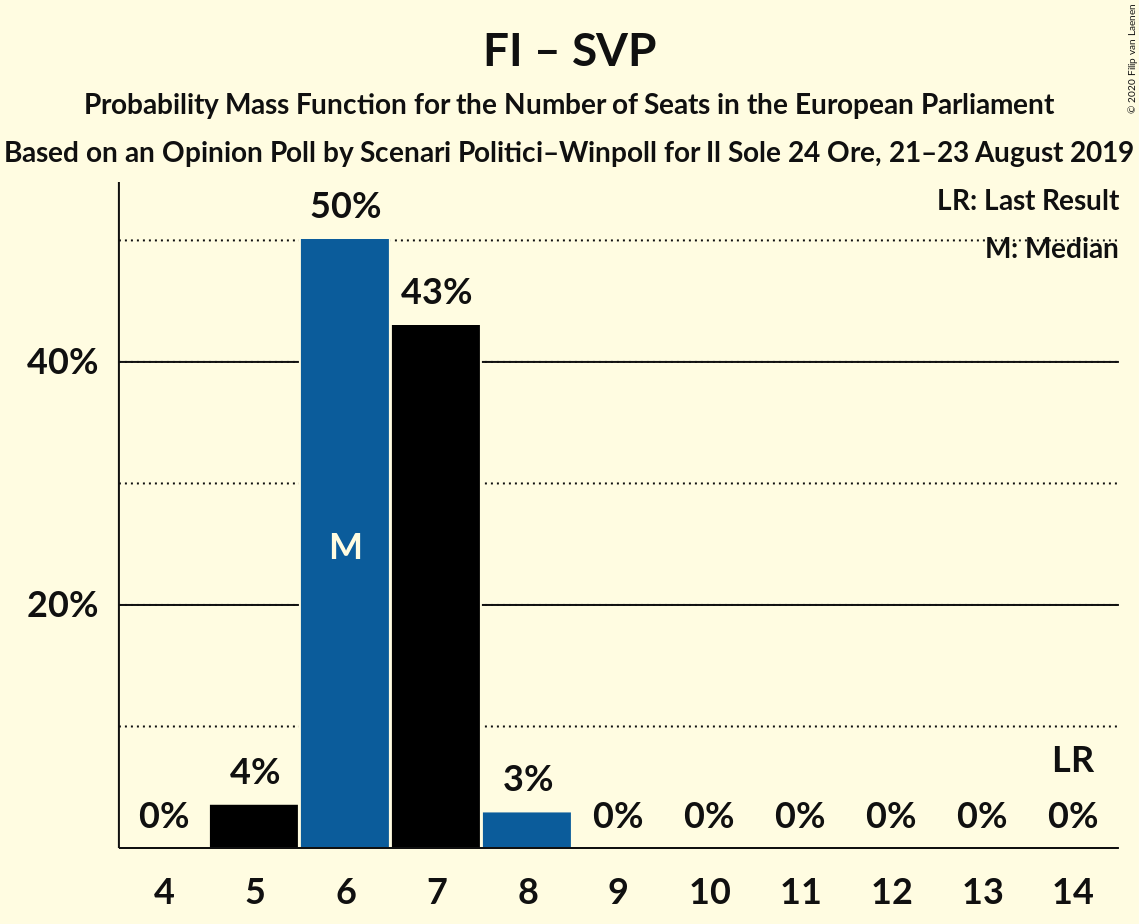 FI – SVP
Probability Mass Function for the Number of Seats in the European Parliament
Based on an Opinion Poll by Scenari Politici–Winpoll for Il Sole 24 Ore, 21–23 August 2019
© 2020 Filip van Laenen
LR: Last Result
M: Median
50%
43%
40%
M
20%
4%
3%
LR
0% 0% 0% 0% 0% 0% 0%
4 5 6 7 8 9 10 11 12 13 14